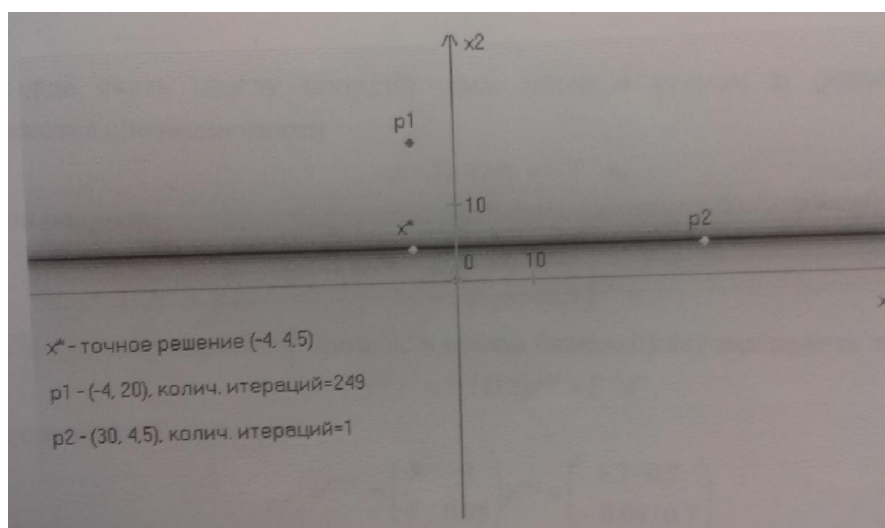 x2
p1
10
x*
p2
0
10
x* - точное решение (-4, 4,5)
p1 - (-4, 20), колич. итераций=249
p2 - (30, 4,5), колич. итераций=1